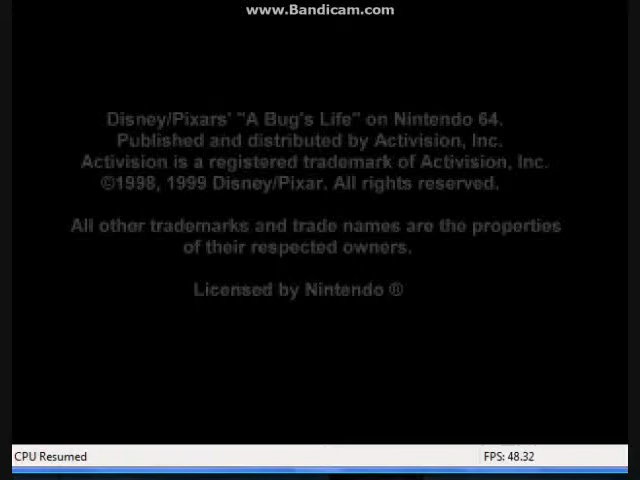 www.Bandicam.com
Disney/Pixars' "A Bug's Life" on Nintendo 64.
Published and distributed by Activision, Inc.
Activision is a registered trademark of Activision, Inc.
©1998, 1999 Disney/Pixar. All rights reserved.
All other trademarks and trade names are the properties
of their respected owners.
Licensed by Nintendo ®
CPU Resumed
FPS: 48.32